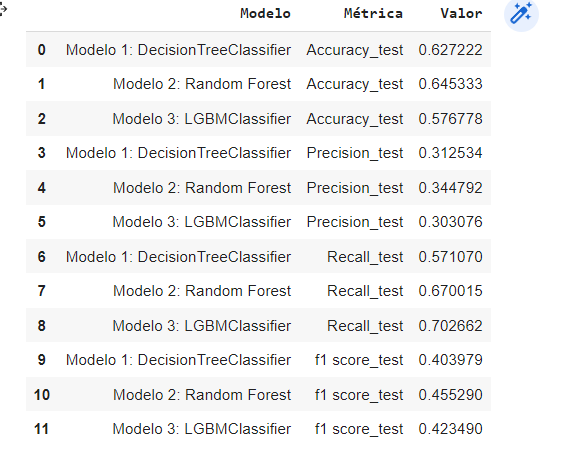 Modelo Métrica Valor
0 Modelo 1: DecisionTreeClassifier Accuracy_test 0.627222
1 Modelo 2: Random Forest Accuracy_test 0.645333
2 Modelo 3: LGBMClassifier Accuracy_test 0.576778
3 Modelo 1: DecisionTreeClassifier Precision_test 0.312534
4 Modelo 2: Random Forest Precision_test 0.344792
5 Modelo 3: LGBMClassifier Precision_test 0.303076
6 Modelo 1: DecisionTreeClassifier Recall_test 0.571070
7 Modelo 2: Random Forest Recall_test 0.670015
8 Modelo 3: LGBMClassifier Recall_test 0.702662
9 Modelo 1: DecisionTreeClassifier f1 score_test 0.403979
10 Modelo 2: Random Forest f1 score_test 0.455290
11 Modelo 3: LGBMClassifier f1 score_test 0.423490